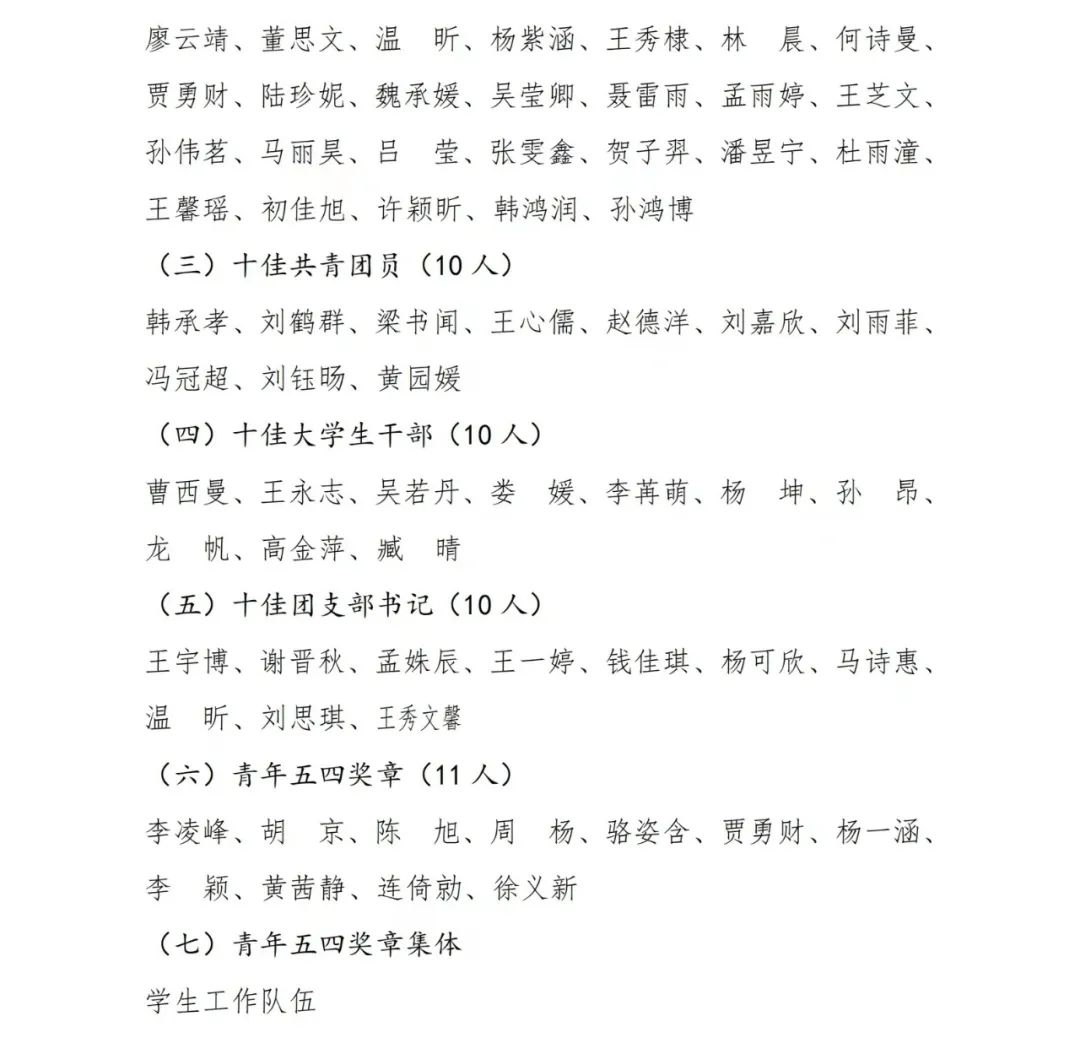 廖云靖、董思文、温　昕、杨紫涵、王秀棣、林　晨、何诗曼、
贾勇财、陆珍妮、魏承媛、吴莹卿、聂雷雨、孟雨婷、王芝文、
孙伟茗、马丽昊、吕　莹、张雯鑫、贺子羿、潘昱宁、杜雨潼、
王馨瑶、初佳旭、许颖昕、韩鸿润、孙鸿博
（三）十佳共青团员（10 人）
韩承孝、刘鹤群、梁书闻、王心儒、赵德洋、刘嘉欣、刘雨菲、
冯冠超、刘钰旸、黄园媛
（四）十佳大学生干部（10 人）
曹西曼、王永志、吴若丹、娄　媛、李苒萌、杨　坤、孙　昂、
龙　帆、高金萍、臧　晴
（五）十佳团支部书记（10 人）
王宇博、谢晋秋、孟姝辰、王一婷、钱佳琪、杨可欣、马诗惠、
温　昕、刘思琪、王秀文馨
（六）青年五四奖章（11 人）
李凌峰、胡　京、陈　旭、周　杨、骆姿含、贾勇财、杨一涵、
李　颖、黄茜静、连倚勍、徐义新
（七）青年五四奖章集体
学生工作队伍